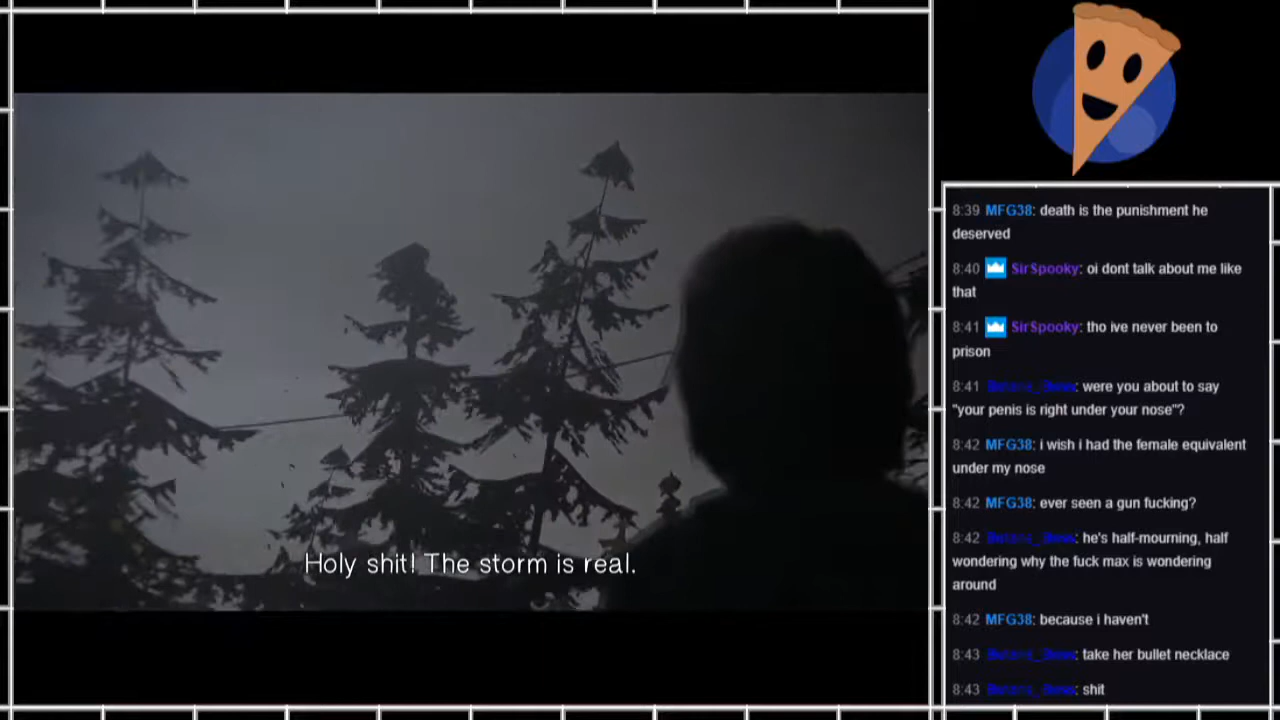 Holy shit! The storm is real.
8:39 MFG38: death is the punishment he
deserved
8:40 SirSpooky: oi dont talk about me like
that
8:41 SirSpooky: tho ive never been to
prison
8:41 : were you about to say
"your penis is right under your nose"?
8:42 MFG38: i wish i had the female equivalent
under my nose
8:42 MFG38: ever seen a gun fucking?
8:42 : he's half-mourning, half
wondering why the fuck max is wondering
around
8:42 MFG38: because i haven't
8:43 : take her bullet necklace
8:43 : shit